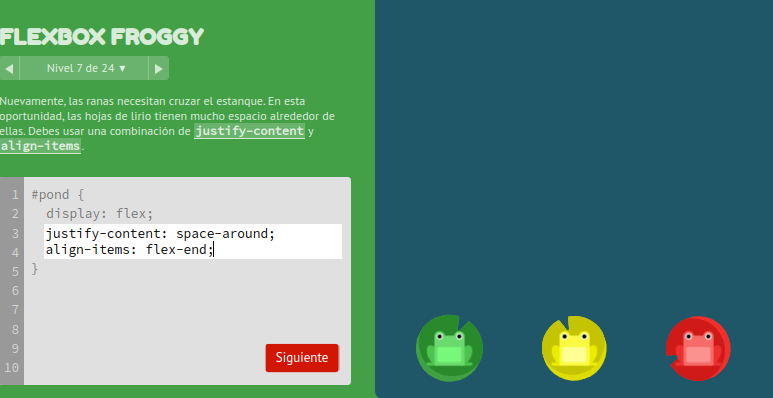 FLEXBOX FROGGY
◀ Nivel 7 de 24 ▾ ▶
Nuevamente, las ranas necesitan cruzar el estanque. En esta
oportunidad, las hojas de lirio tienen mucho espacio alrededor de
ellas. Debes usar una combinación de justify-content y
align-items.
1 #pond {
2 display: flex;
3 justify-content: space-around;
4 align-items: flex-end;
5 }
6
7
8
9
10
Siguiente